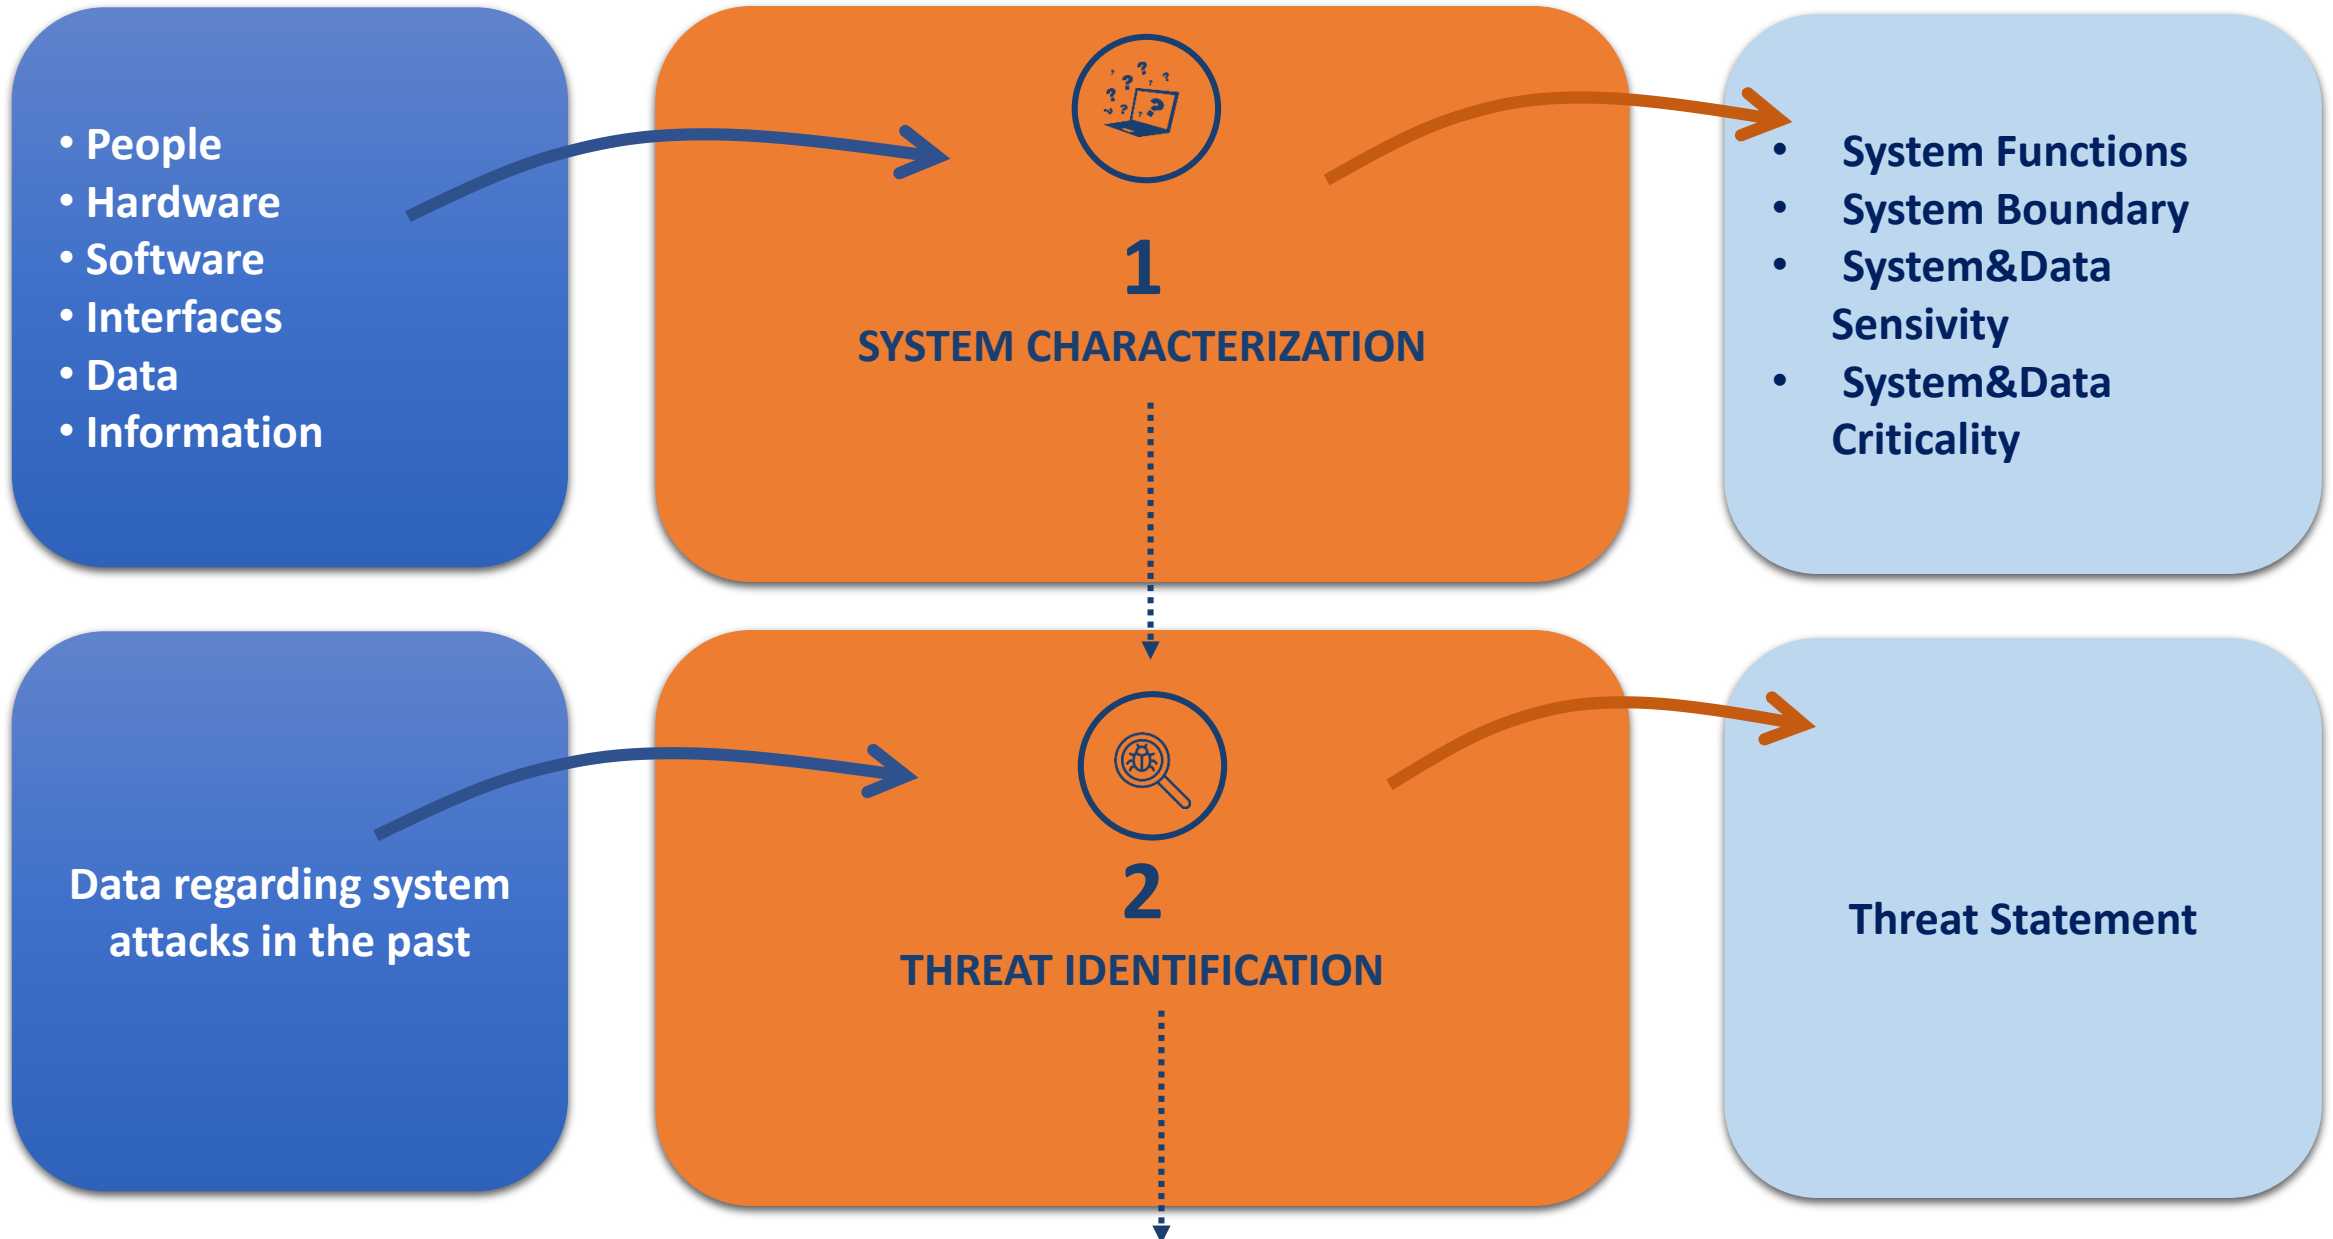 • People
• Hardware
• Software
• Interfaces
• Data
• Information
1
SYSTEM CHARACTERIZATION
• System Functions
• System Boundary
• System&Data
Sensivity
• System&Data
Criticality
Data regarding system
attacks in the past
2
THREAT IDENTIFICATION
Threat Statement